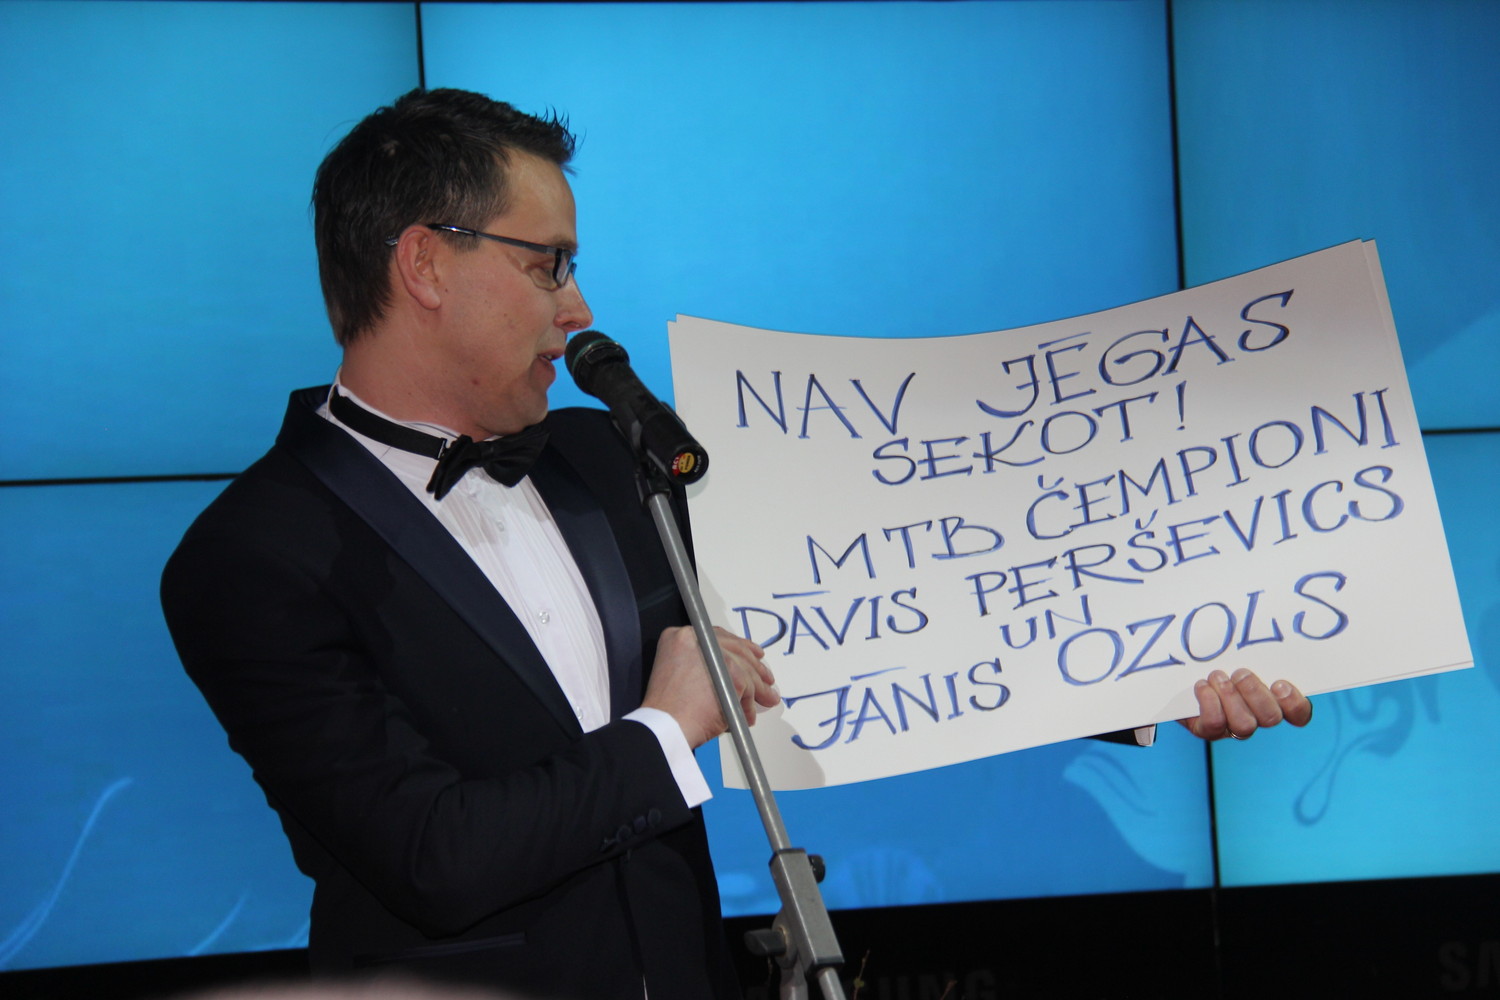 NAV JĒGAS
SEKOT!
MTB ČEMPIONI
DĀVIS PERŠEVICS
UN
JĀNIS OZOLS